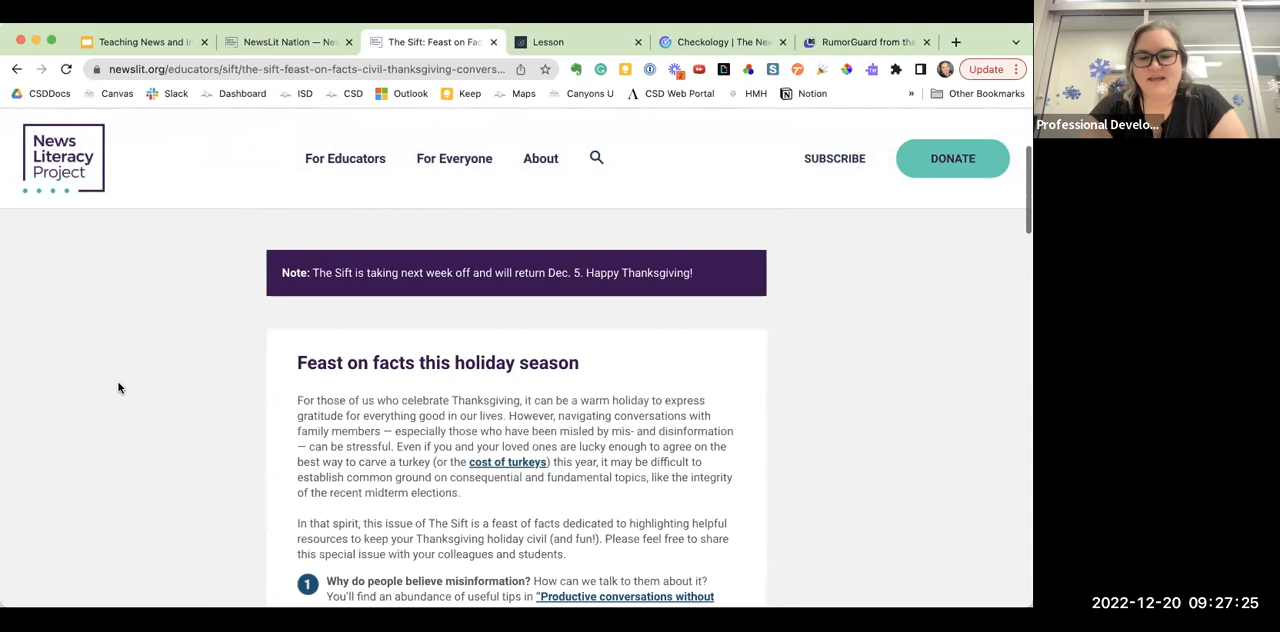 Teaching News and I
NewsLit Nation — Ne
The Sift: Feast on Fac
Lesson
Checkology | The Ne
RumorGuard from the
newslit.org/educators/sift/the-sift-feast-on-facts-civil-thanksgiving-convers...
Update
CSDDocs
Canvas
Slack
Dashboard
ISD
CSD
Outlook
Keep
Maps
Canyons U
CSD Web Portal
HMH
Notion
»
Other Bookmarks
News
Literacy
Project
For Educators
For Everyone
About
SUBSCRIBE
DONATE
Note: The Sift is taking next week off and will return Dec. 5. Happy Thanksgiving!
Feast on facts this holiday season
For those of us who celebrate Thanksgiving, it can be a warm holiday to express
gratitude for everything good in our lives. However, navigating conversations with
family members — especially those who have been misled by mis- and disinformation
— can be stressful. Even if you and your loved ones are lucky enough to agree on the
best way to carve a turkey (or the cost of turkeys) this year, it may be difficult to
establish common ground on consequential and fundamental topics, like the integrity
of the recent midterm elections.
In that spirit, this issue of The Sift is a feast of facts dedicated to highlighting helpful
resources to keep your Thanksgiving holiday civil (and fun!). Please feel free to share
this special issue with your colleagues and students.
1 Why do people believe misinformation? How can we talk to them about it?
You'll find an abundance of useful tips in "Productive conversations without
Professional Develo...
2022-12-20 09:27:25